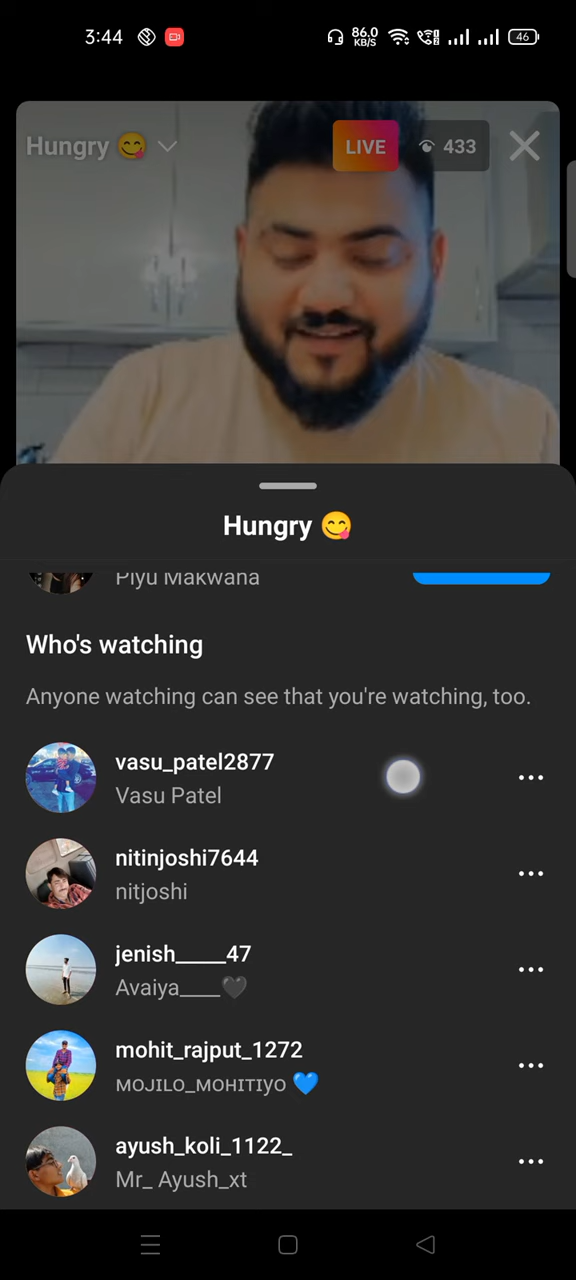 3:44 86.0 KB/S 46
Hungry 😋 LIVE 433
Hungry 😋
Piyu Makwana
Who's watching
Anyone watching can see that you're watching, too.
vasu_patel2877
Vasu Patel
nitinjoshi7644
nitjoshi
jenish_____47
Avaiya____🖤
mohit_rajput_1272
ᴍᴏᴊɪʟᴏ_ᴍᴏʜɪᴛɪʏᴏ 💙
ayush_koli_1122_
Mr_ Ayush_xt